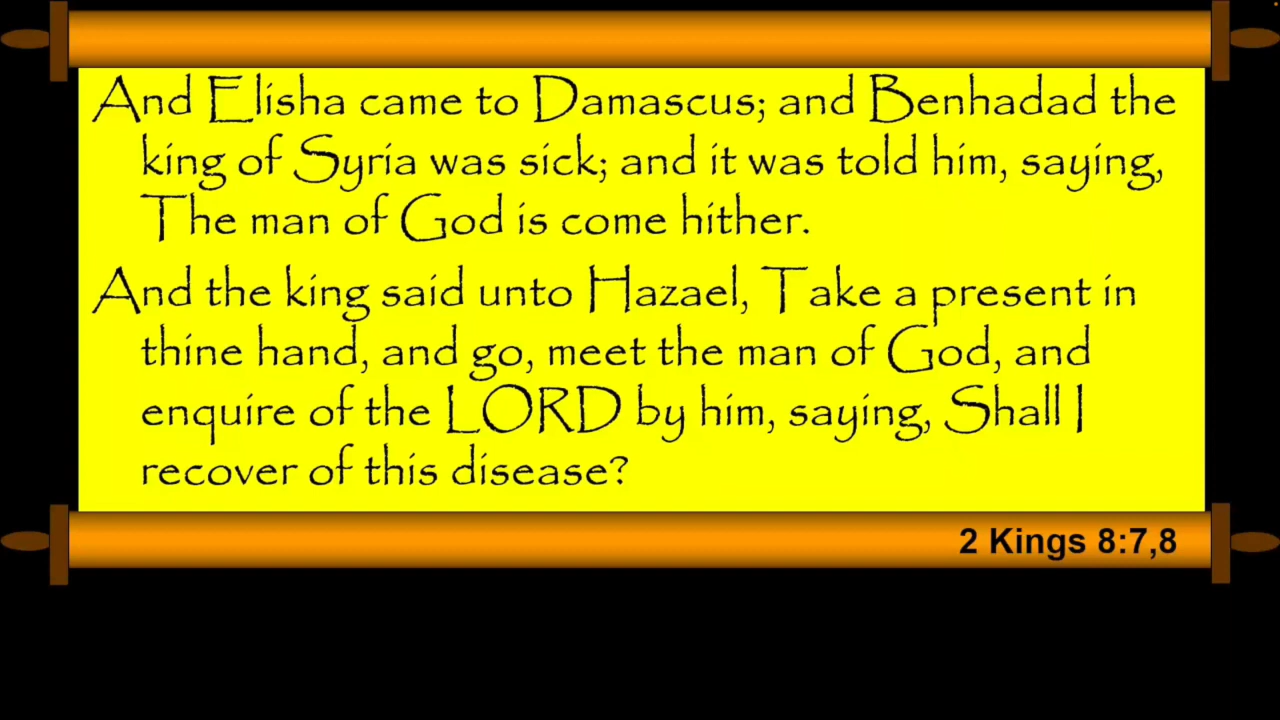 And Elisha came to Damascus; and Benhadad the
king of Syria was sick; and it was told him, saying,
The man of God is come hither.
And the king said unto Hazael, Take a present in
thine hand, and go, meet the man of God, and
enquire of the LORD by him, saying, Shall I
recover of this disease?
2 Kings 8:7,8